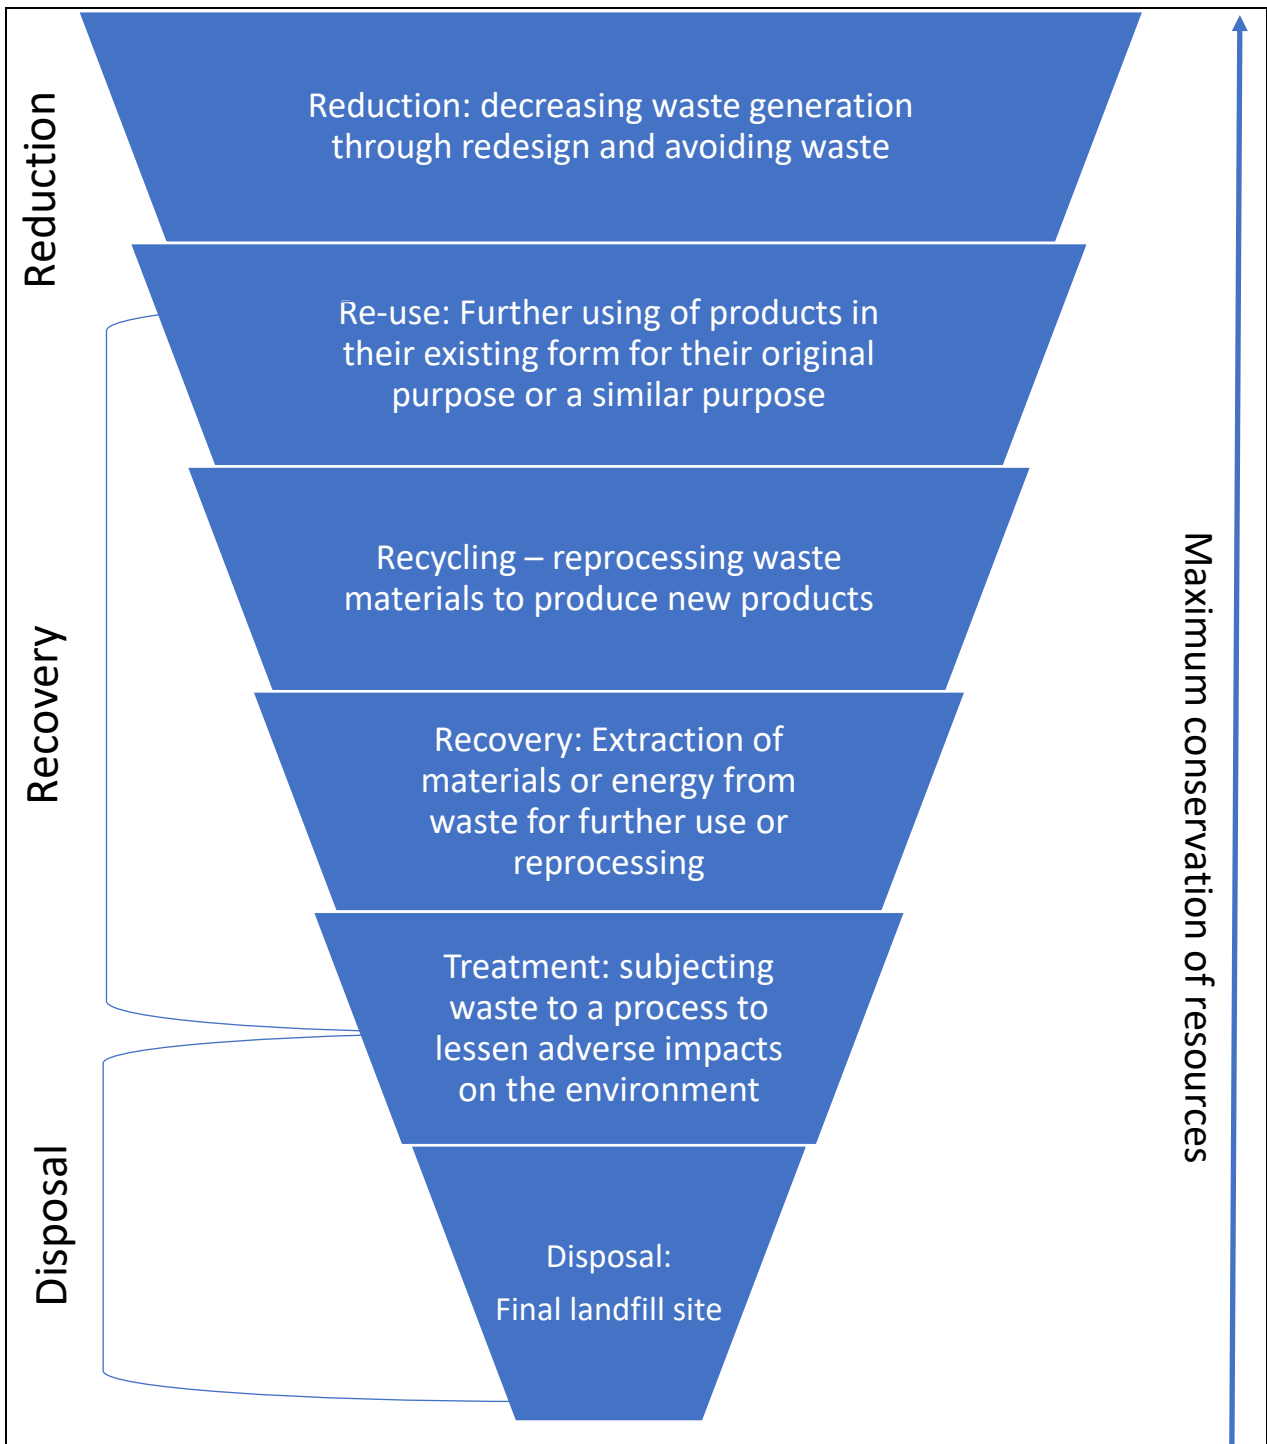 Reduction
Reduction: decreasing waste generation
through redesign and avoiding waste
Re-use: Further using of products in
their existing form for their original
purpose or a similar purpose
Recovery
Recycling – reprocessing waste
materials to produce new products
Recovery: Extraction of
materials or energy from
waste for further use or
reprocessing
Treatment: subjecting
waste to a process to
lessen adverse impacts
on the environment
Disposal
Disposal:
Final landfill site
Maximum conservation of resources